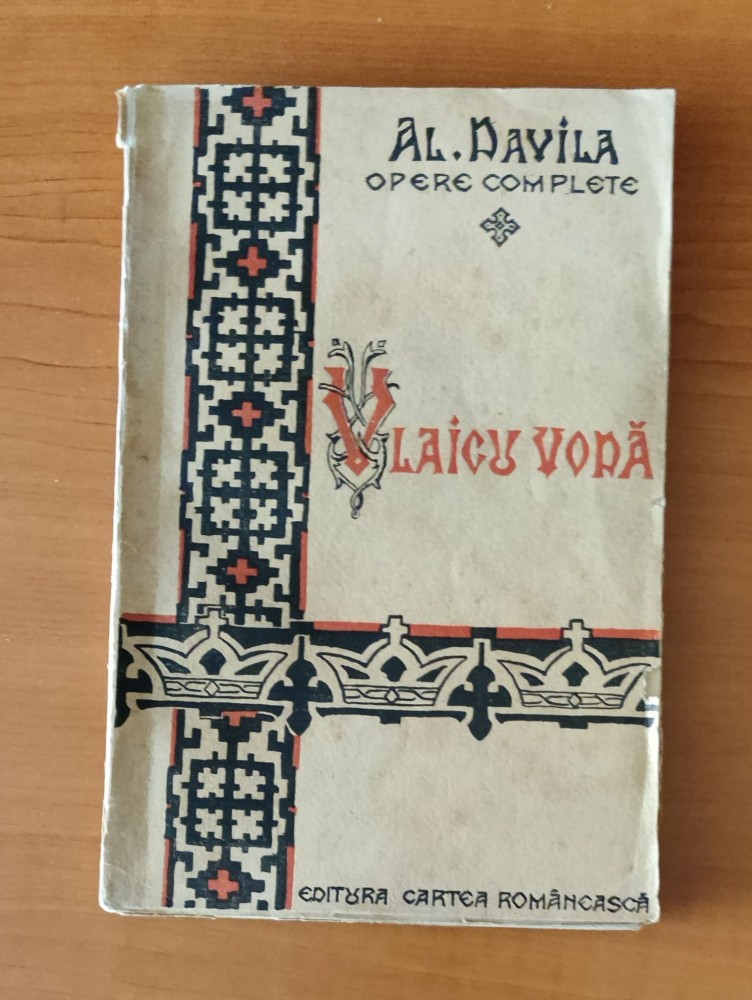 AL. DAVILA
OPERE COMPLETE
VLAICU VODĂ
EDITURA CARTEA ROMÂNEASCĂ